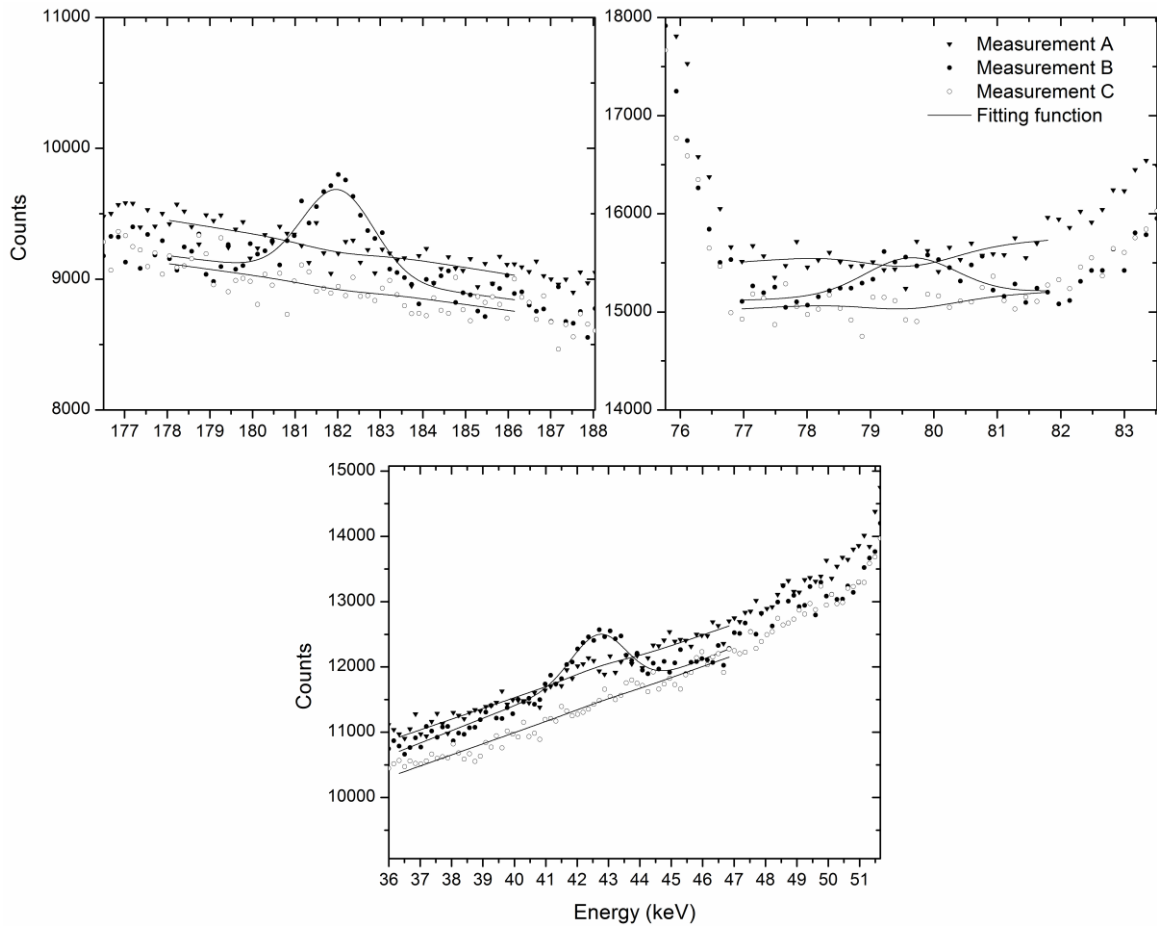 11000
10000
Counts
9000
8000
177 178 179 180 181 182 183 184 185 186 187 188
18000
17000
16000
15000
14000
76 77 78 79 80 81 82 83
Measurement A
Measurement B
Measurement C
Fitting function
15000
14000
13000
Counts
12000
11000
10000
36 37 38 39 40 41 42 43 44 45 46 47 48 49 50 51
Energy (keV)